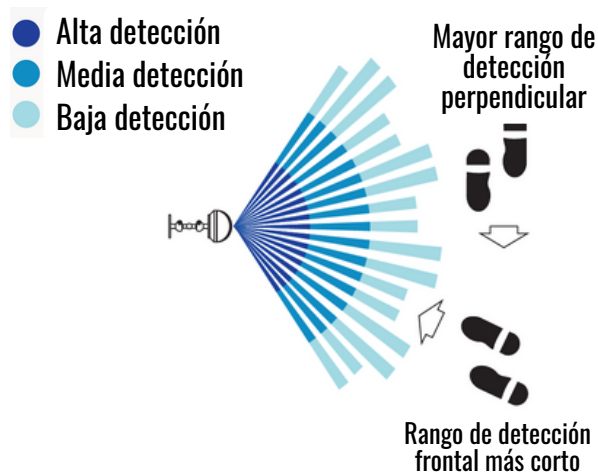 Alta detección
Media detección
Baja detección
Mayor rango de
detección
perpendicular
Rango de detección
frontal más corto